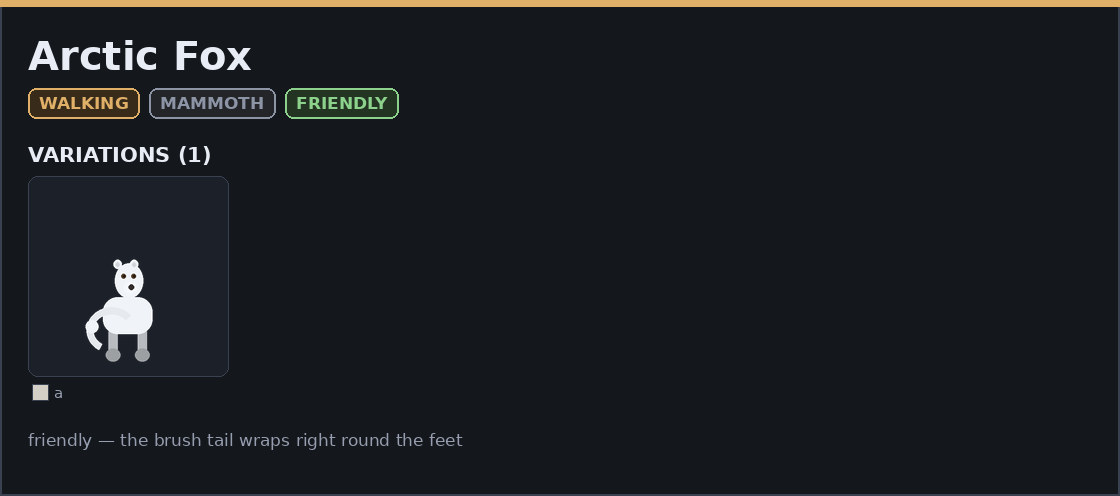 Arctic Fox
WALKING MAMMOTH FRIENDLY
VARIATIONS (1)
a
friendly — the brush tail wraps right round the feet